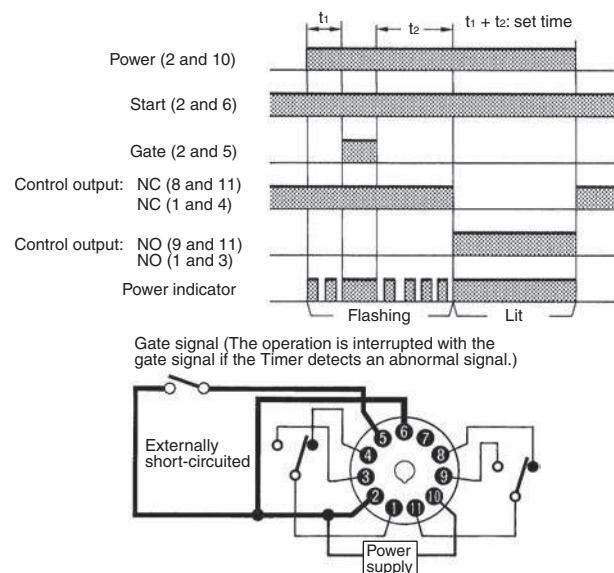 t1
t2
t1 + t2: set time
Power (2 and 10)
Start (2 and 6)
Gate (2 and 5)
Control output: NC (8 and 11)
NC (1 and 4)
Control output: NO (9 and 11)
NO (1 and 3)
Power indicator
Flashing
Lit
Gate signal (The operation is interrupted with the
gate signal if the Timer detects an abnormal signal.)
Externally
short-circuited
5
6
7
4
8
3
9
2
10
1
11
Power
supply